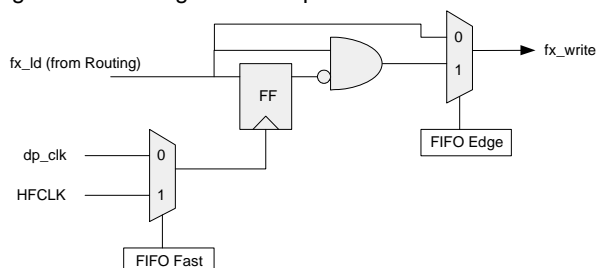 0
fx_ld (from Routing)
fx_write
1
FF
dp_clk
0
FIFO Edge
HFCLK
1
FIFO Fast